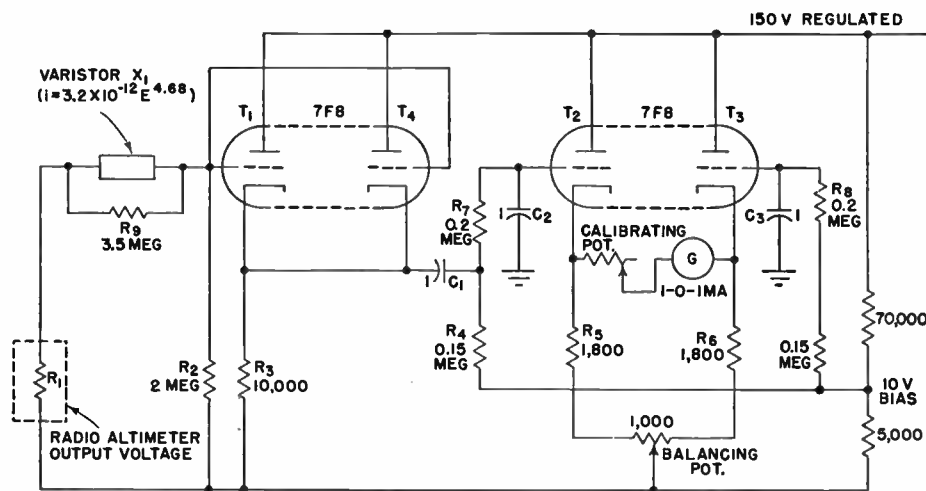 150 V REGULATED
VARISTOR X1
(i=3.2X10^-12 E^4.68)
T1
7F8
T4
T2
7F8
T3
R9
3.5 MEG
R7
0.2
MEG
1
C2
CALIBRATING
POT.
G
1-0-1MA
C3
1
R8
0.2
MEG
1
C1
R1
RADIO ALTIMETER
OUTPUT VOLTAGE
R2
2 MEG
R3
10,000
R4
0.15
MEG
R5
1,800
R6
1,800
0.15
MEG
70,000
10 V
BIAS
5,000
1,000
BALANCING
POT.